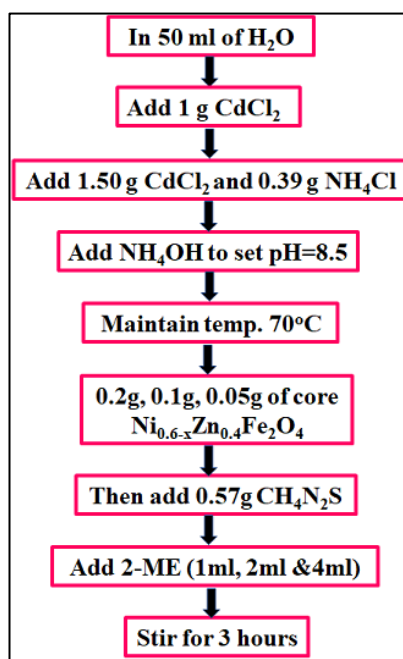 In 50 ml of H₂O
Add 1 g CdCl₂
Add 1.50 g CdCl₂ and 0.39 g NH₄Cl
Add NH₄OH to set pH=8.5
Maintain temp. 70°C
0.2g, 0.1g, 0.05g of core
Ni₀.₆₋ₓZn₀.₄Fe₂O₄
Then add 0.57g CH₄N₂S
Add 2-ME (1ml, 2ml &4ml)
Stir for 3 hours